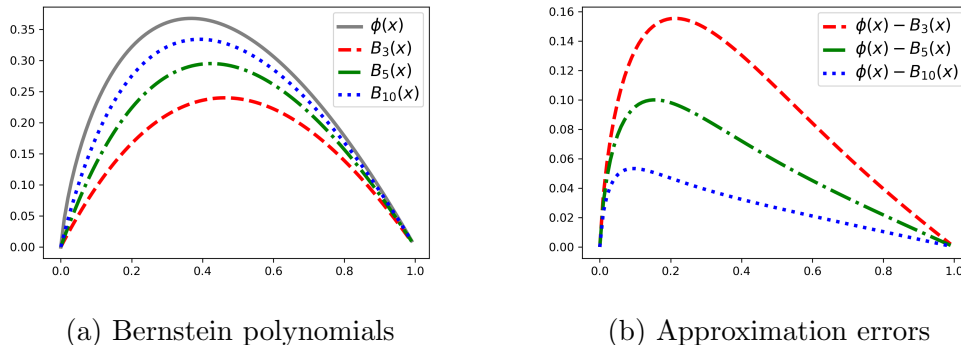 ϕ(x)
B₃(x)
B₅(x)
B₁₀(x)
0.35
0.30
0.25
0.20
0.15
0.10
0.05
0.00
0.0 0.2 0.4 0.6 0.8 1.0
(a) Bernstein polynomials
ϕ(x) − B₃(x)
ϕ(x) − B₅(x)
ϕ(x) − B₁₀(x)
0.16
0.14
0.12
0.10
0.08
0.06
0.04
0.02
0.00
0.0 0.2 0.4 0.6 0.8 1.0
(b) Approximation errors